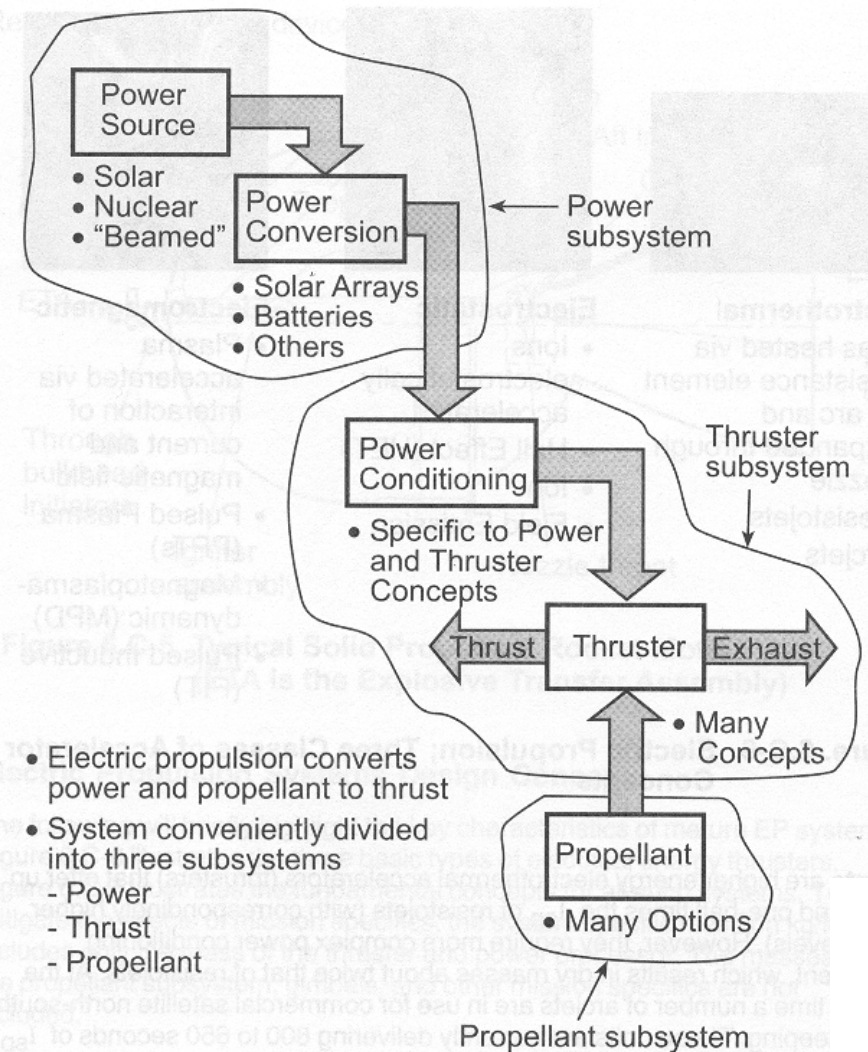 Power
Source
• Solar
• Nuclear
• “Beamed”
Power
Conversion
• Solar Arrays
• Batteries
• Others
Power
subsystem
Power
Conditioning
• Specific to Power
and Thruster
Concepts
Thruster
subsystem
Thrust
Thruster
Exhaust
• Many
Concepts
Propellant
• Many Options
Propellant subsystem
• Electric propulsion converts
power and propellant to thrust
• System conveniently divided
into three subsystems
- Power
- Thrust
- Propellant